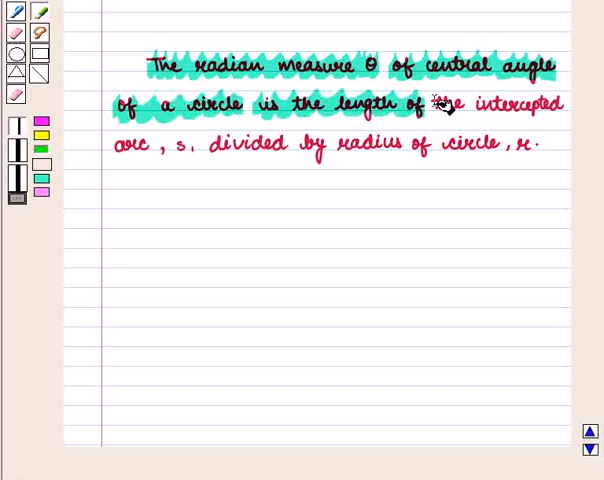 The radian measure θ of central angle
of a circle is the length of the intercepted
arc, s, divided by radius of circle, r.